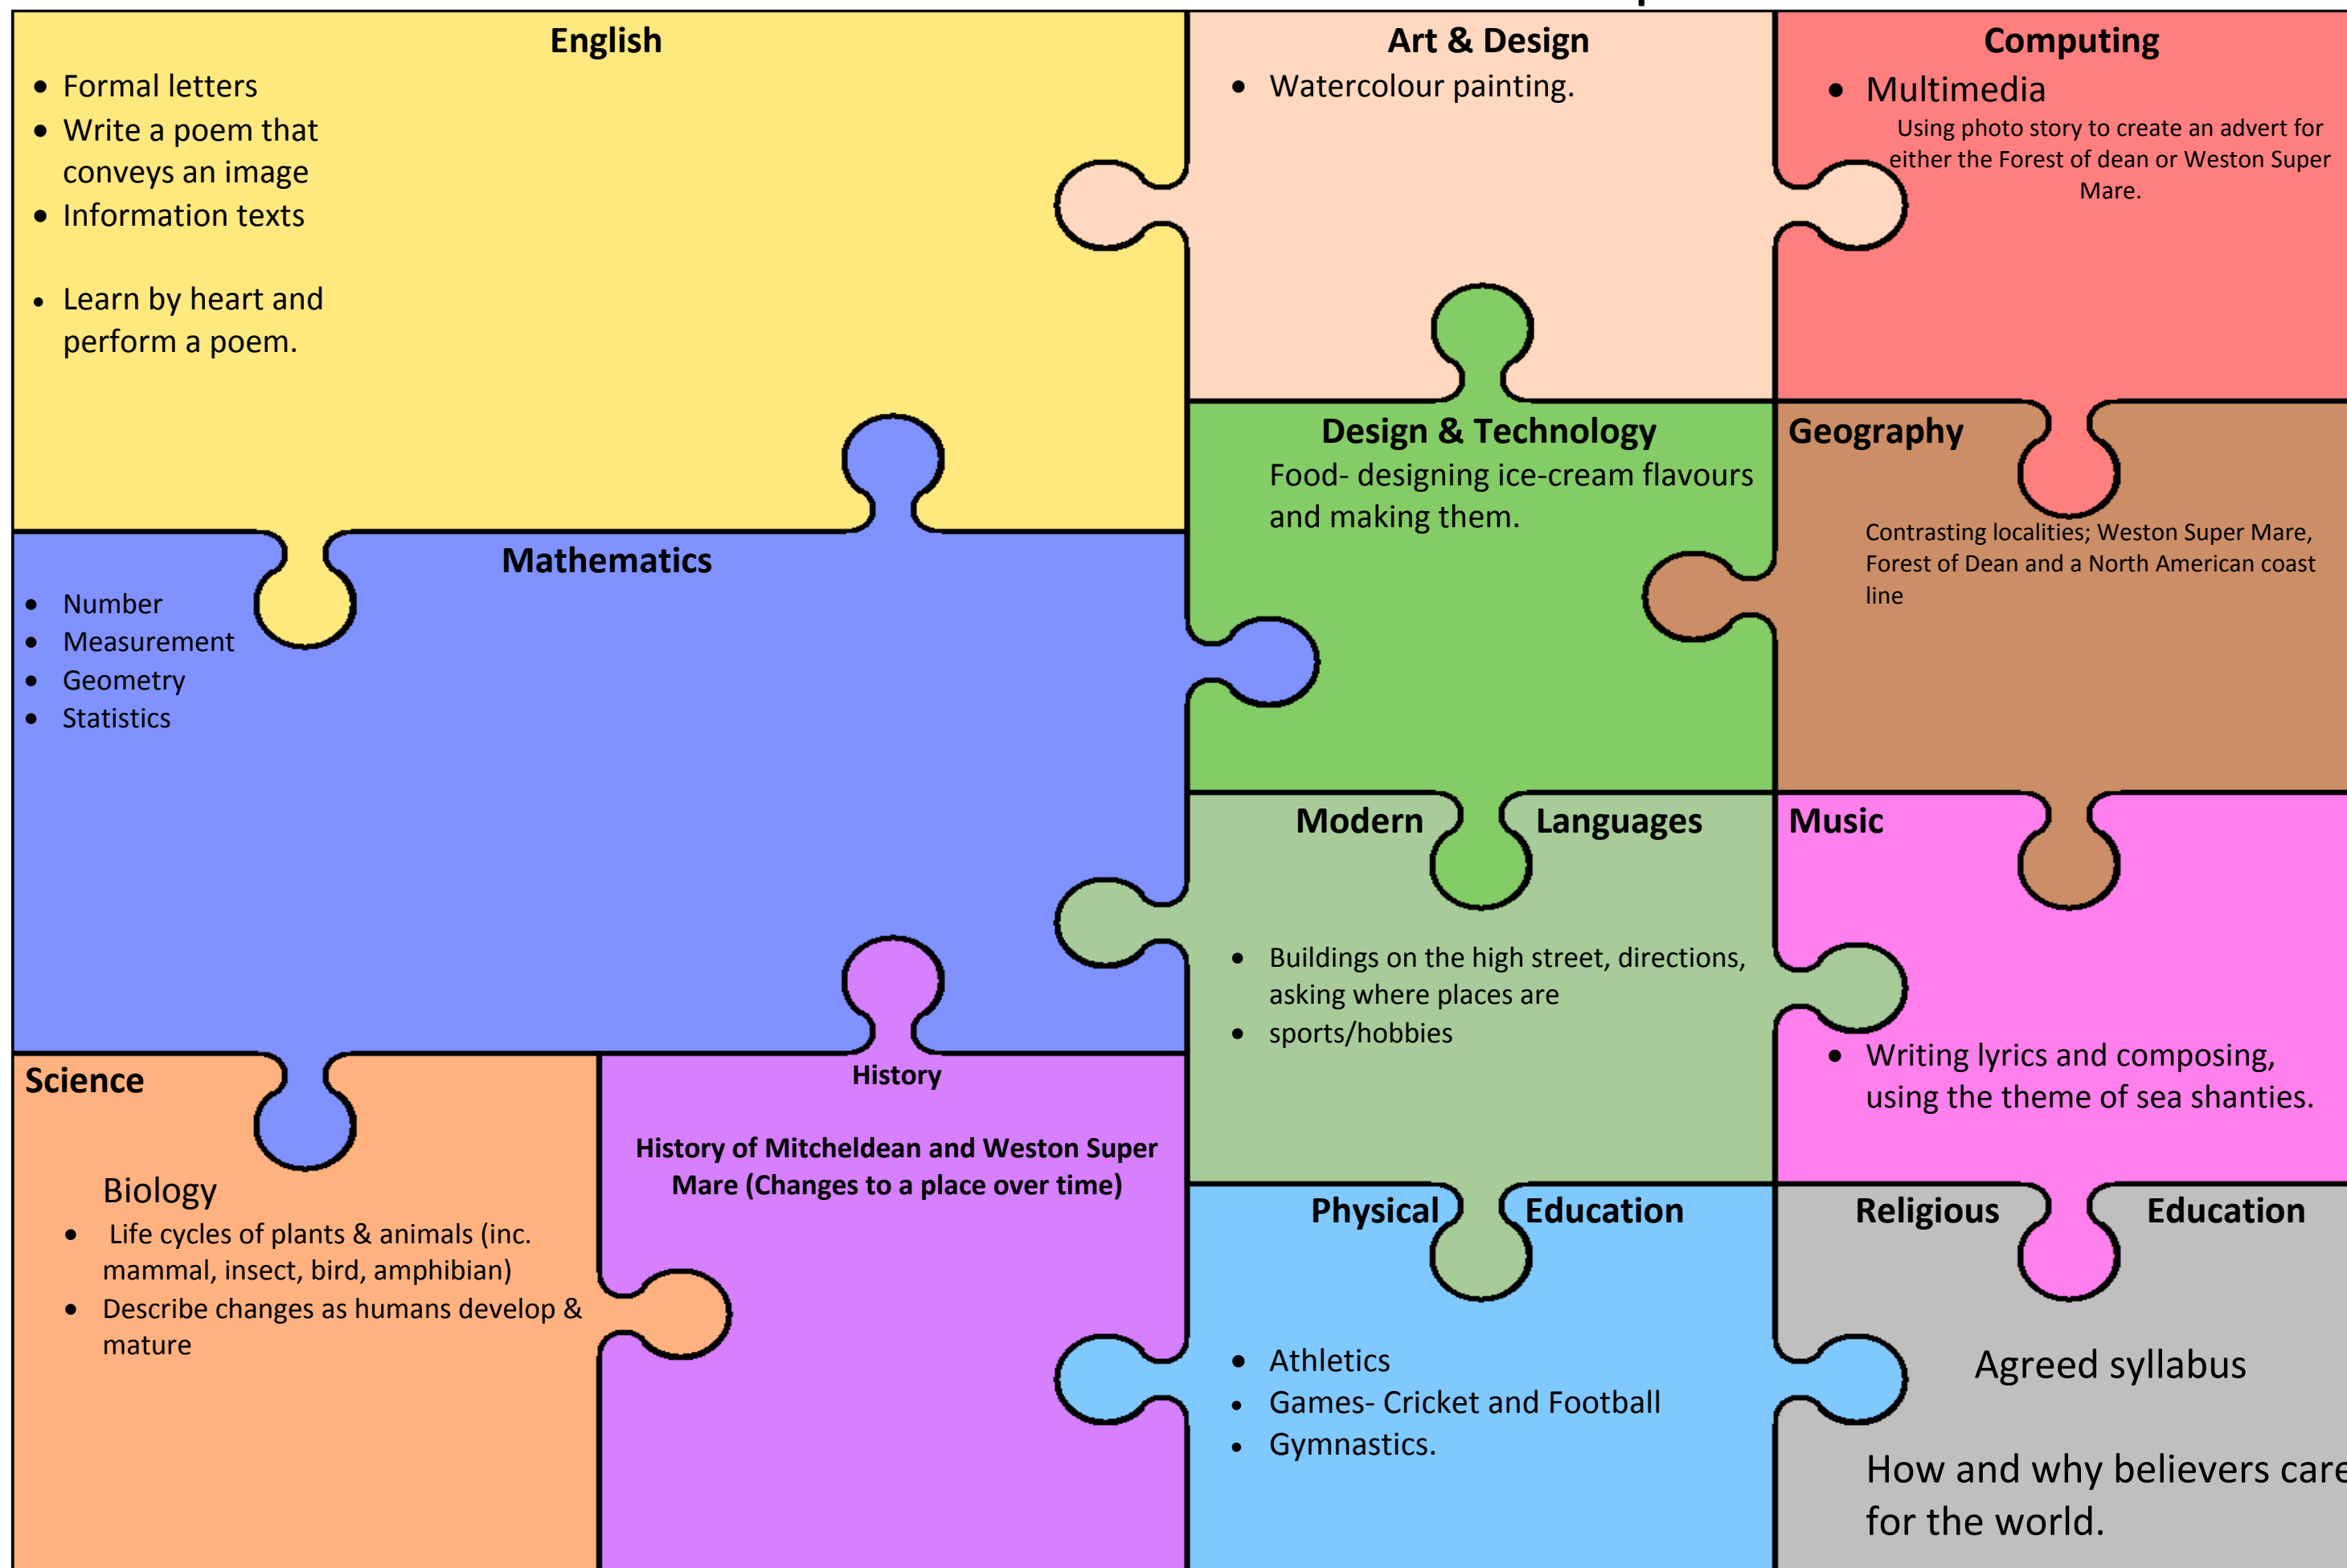 English
• Formal letters
• Write a poem that
conveys an image
• Information texts
• Learn by heart and
perform a poem.
Art & Design
• Watercolour painting.
Computing
• Multimedia
Using photo story to create an advert for
either the Forest of dean or Weston Super
Mare.
Design & Technology
Food- designing ice-cream flavours
and making them.
Geography
Contrasting localities; Weston Super Mare,
Forest of Dean and a North American coast
line
Mathematics
• Number
• Measurement
• Geometry
• Statistics
Modern Languages
• Buildings on the high street, directions,
asking where places are
• sports/hobbies
Music
• Writing lyrics and composing,
using the theme of sea shanties.
Science
Biology
• Life cycles of plants & animals (inc.
mammal, insect, bird, amphibian)
• Describe changes as humans develop &
mature
History
History of Mitcheldean and Weston Super
Mare (Changes to a place over time)
Physical Education
• Athletics
• Games- Cricket and Football
• Gymnastics.
Religious Education
Agreed syllabus
How and why believers care
for the world.